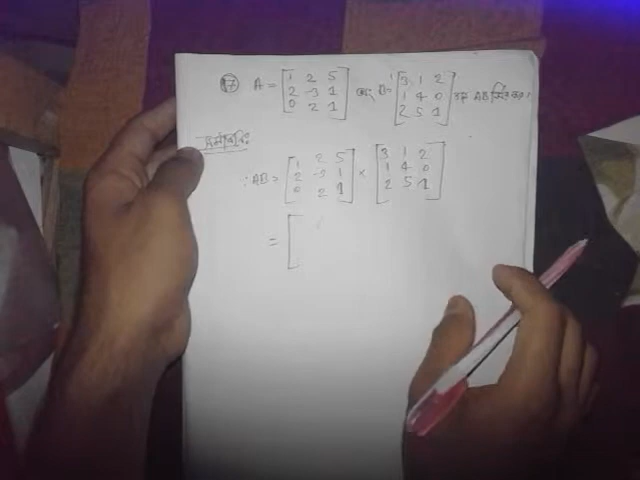 17 A = [1 2 5
2 -3 1
0 2 1] এবং B = [3 1 2
1 4 0
2 5 1] হলে AB নির্ণয় কর।
সমাধান:
∴ AB = [1 2 5
2 -3 1
0 2 1] × [3 1 2
1 4 0
2 5 1]
= [